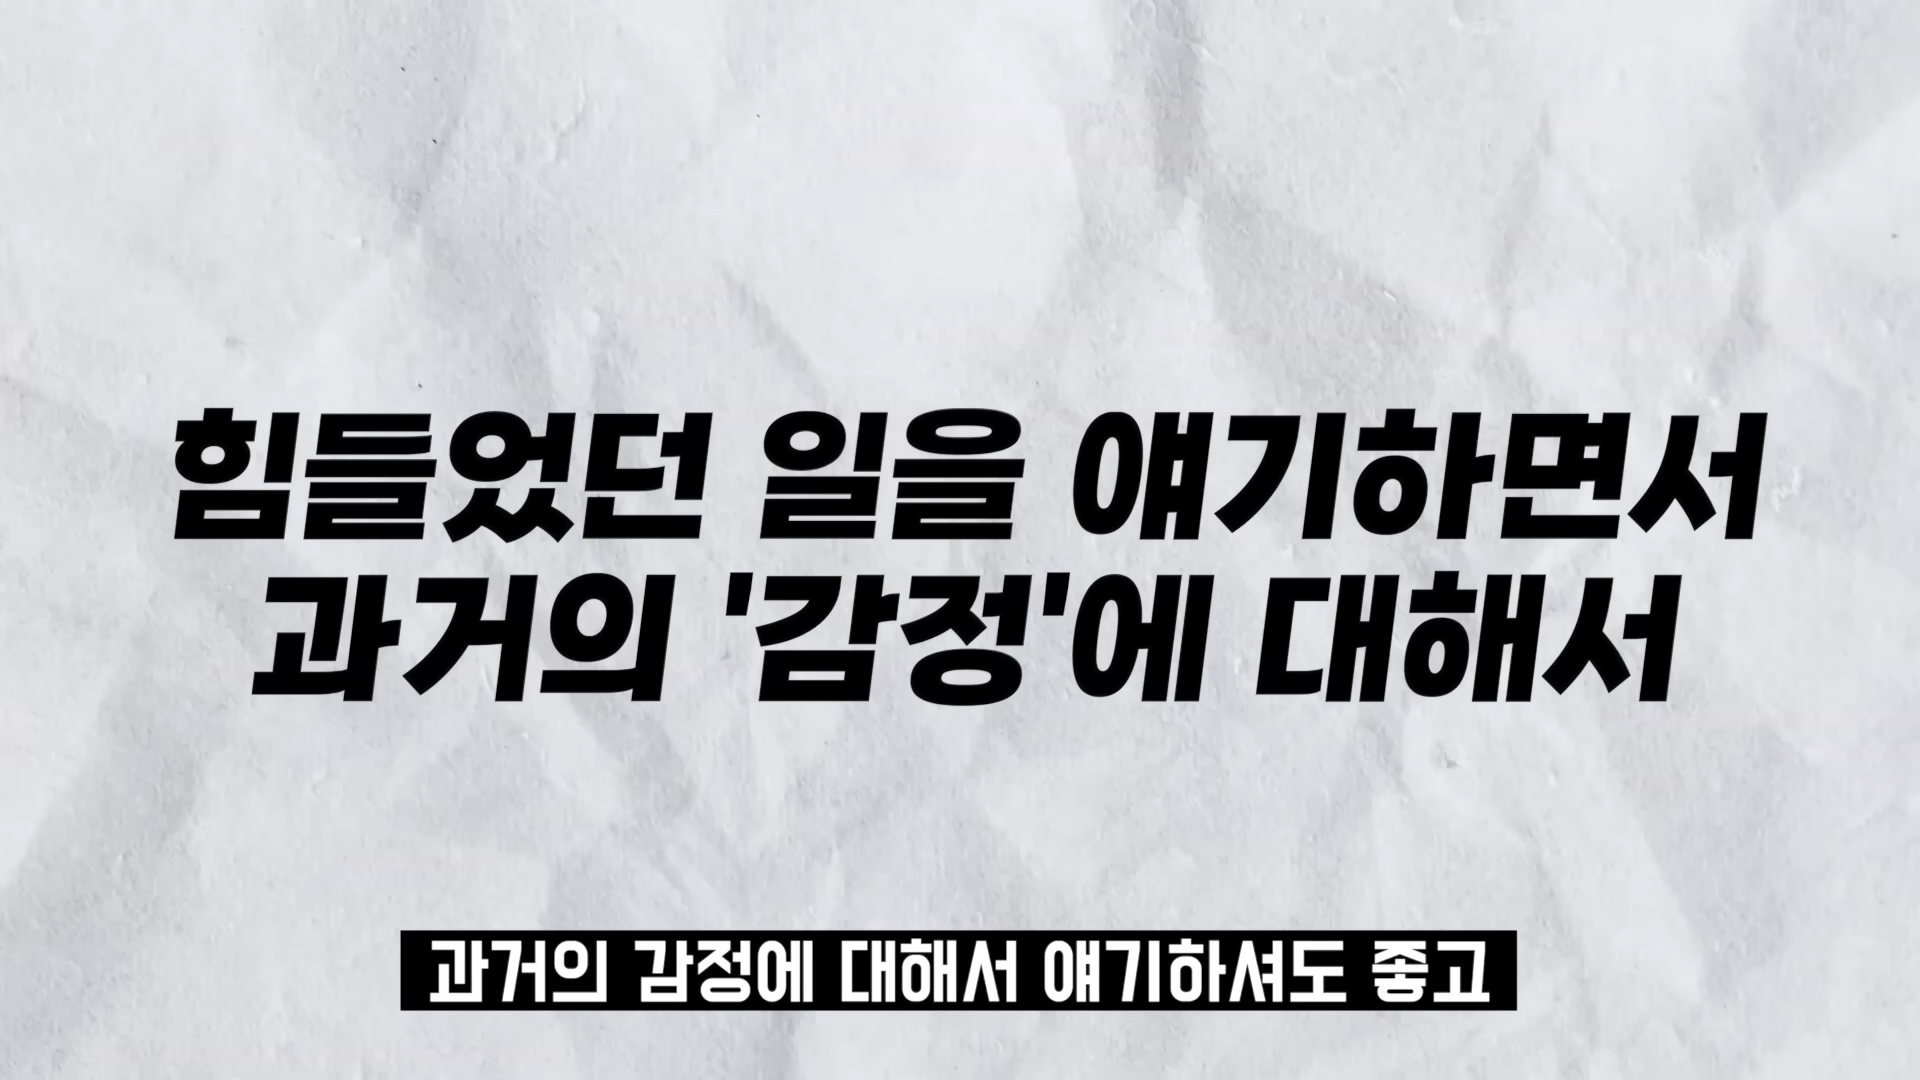 힘들었던 일을 얘기하면서
과거의 '감정'에 대해서
과거의 감정에 대해서 얘기하셔도 좋고